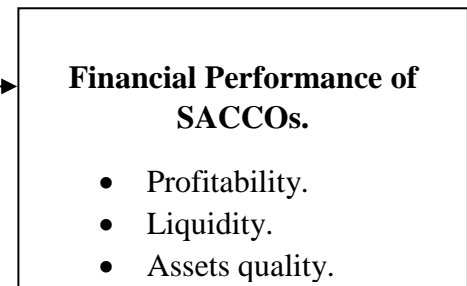 Financial Performance of
SACCOs.
• Profitability.
• Liquidity.
• Assets quality.